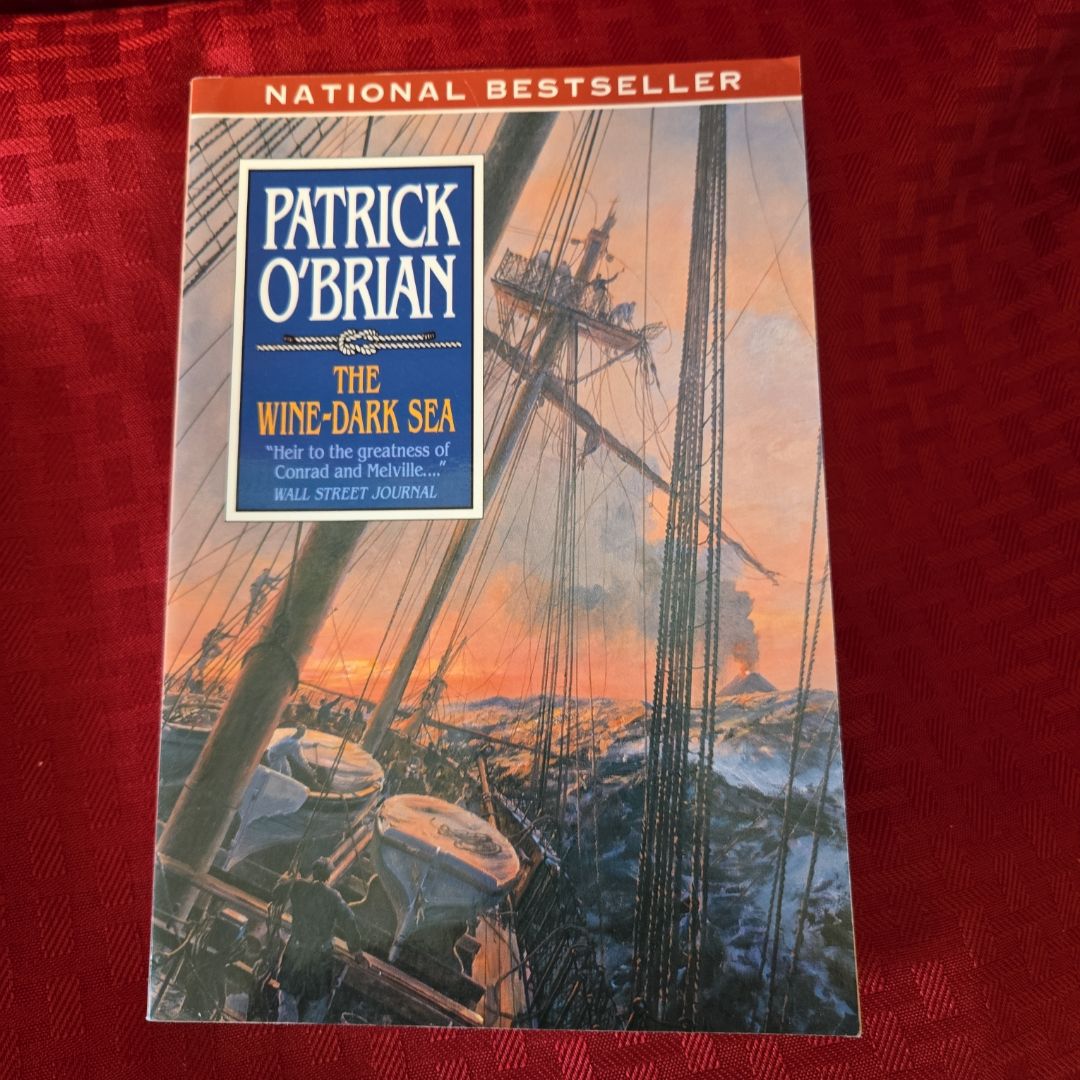 NATIONAL BESTSELLER
PATRICK
O'BRIAN
THE
WINE-DARK SEA
"Heir to the greatness of
Conrad and Melville...."
WALL STREET JOURNAL